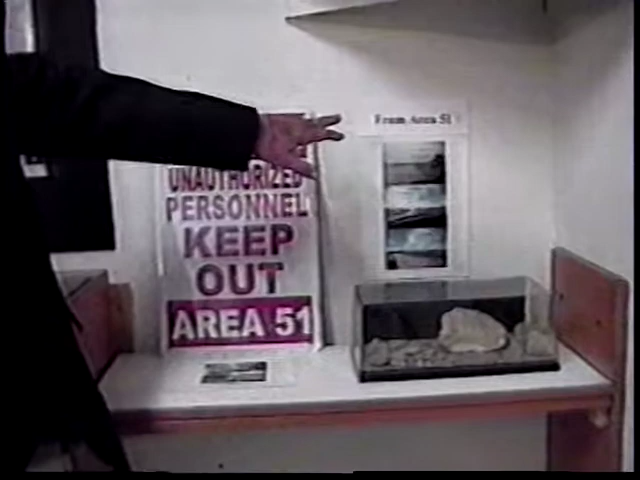 UNAUTHORIZED
PERSONNEL
KEEP
OUT
AREA 51
From Area 51